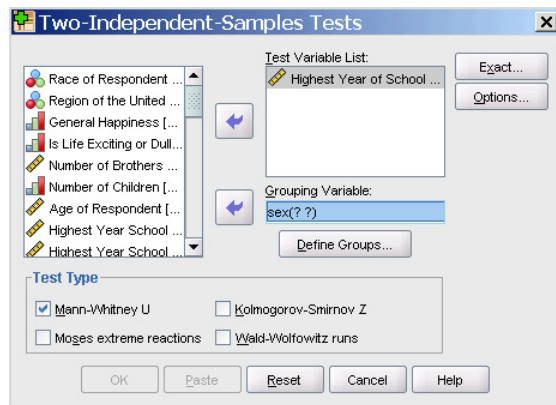 Two-Independent-Samples Tests
Test Variable List:
Race of Respondent ...
Region of the United ...
General Happiness [...
Is Life Exciting or Dull...
Number of Brothers ...
Number of Children [...
Age of Respondent [...
Highest Year School ...
Highest Year School ...
Highest Year of School ...
Exact...
Options...
Grouping Variable:
sex(? ?)
Define Groups...
Test Type
Mann-Whitney U
Kolmogorov-Smirnov Z
Moses extreme reactions
Wald-Wolfowitz runs
OK
Paste
Reset
Cancel
Help